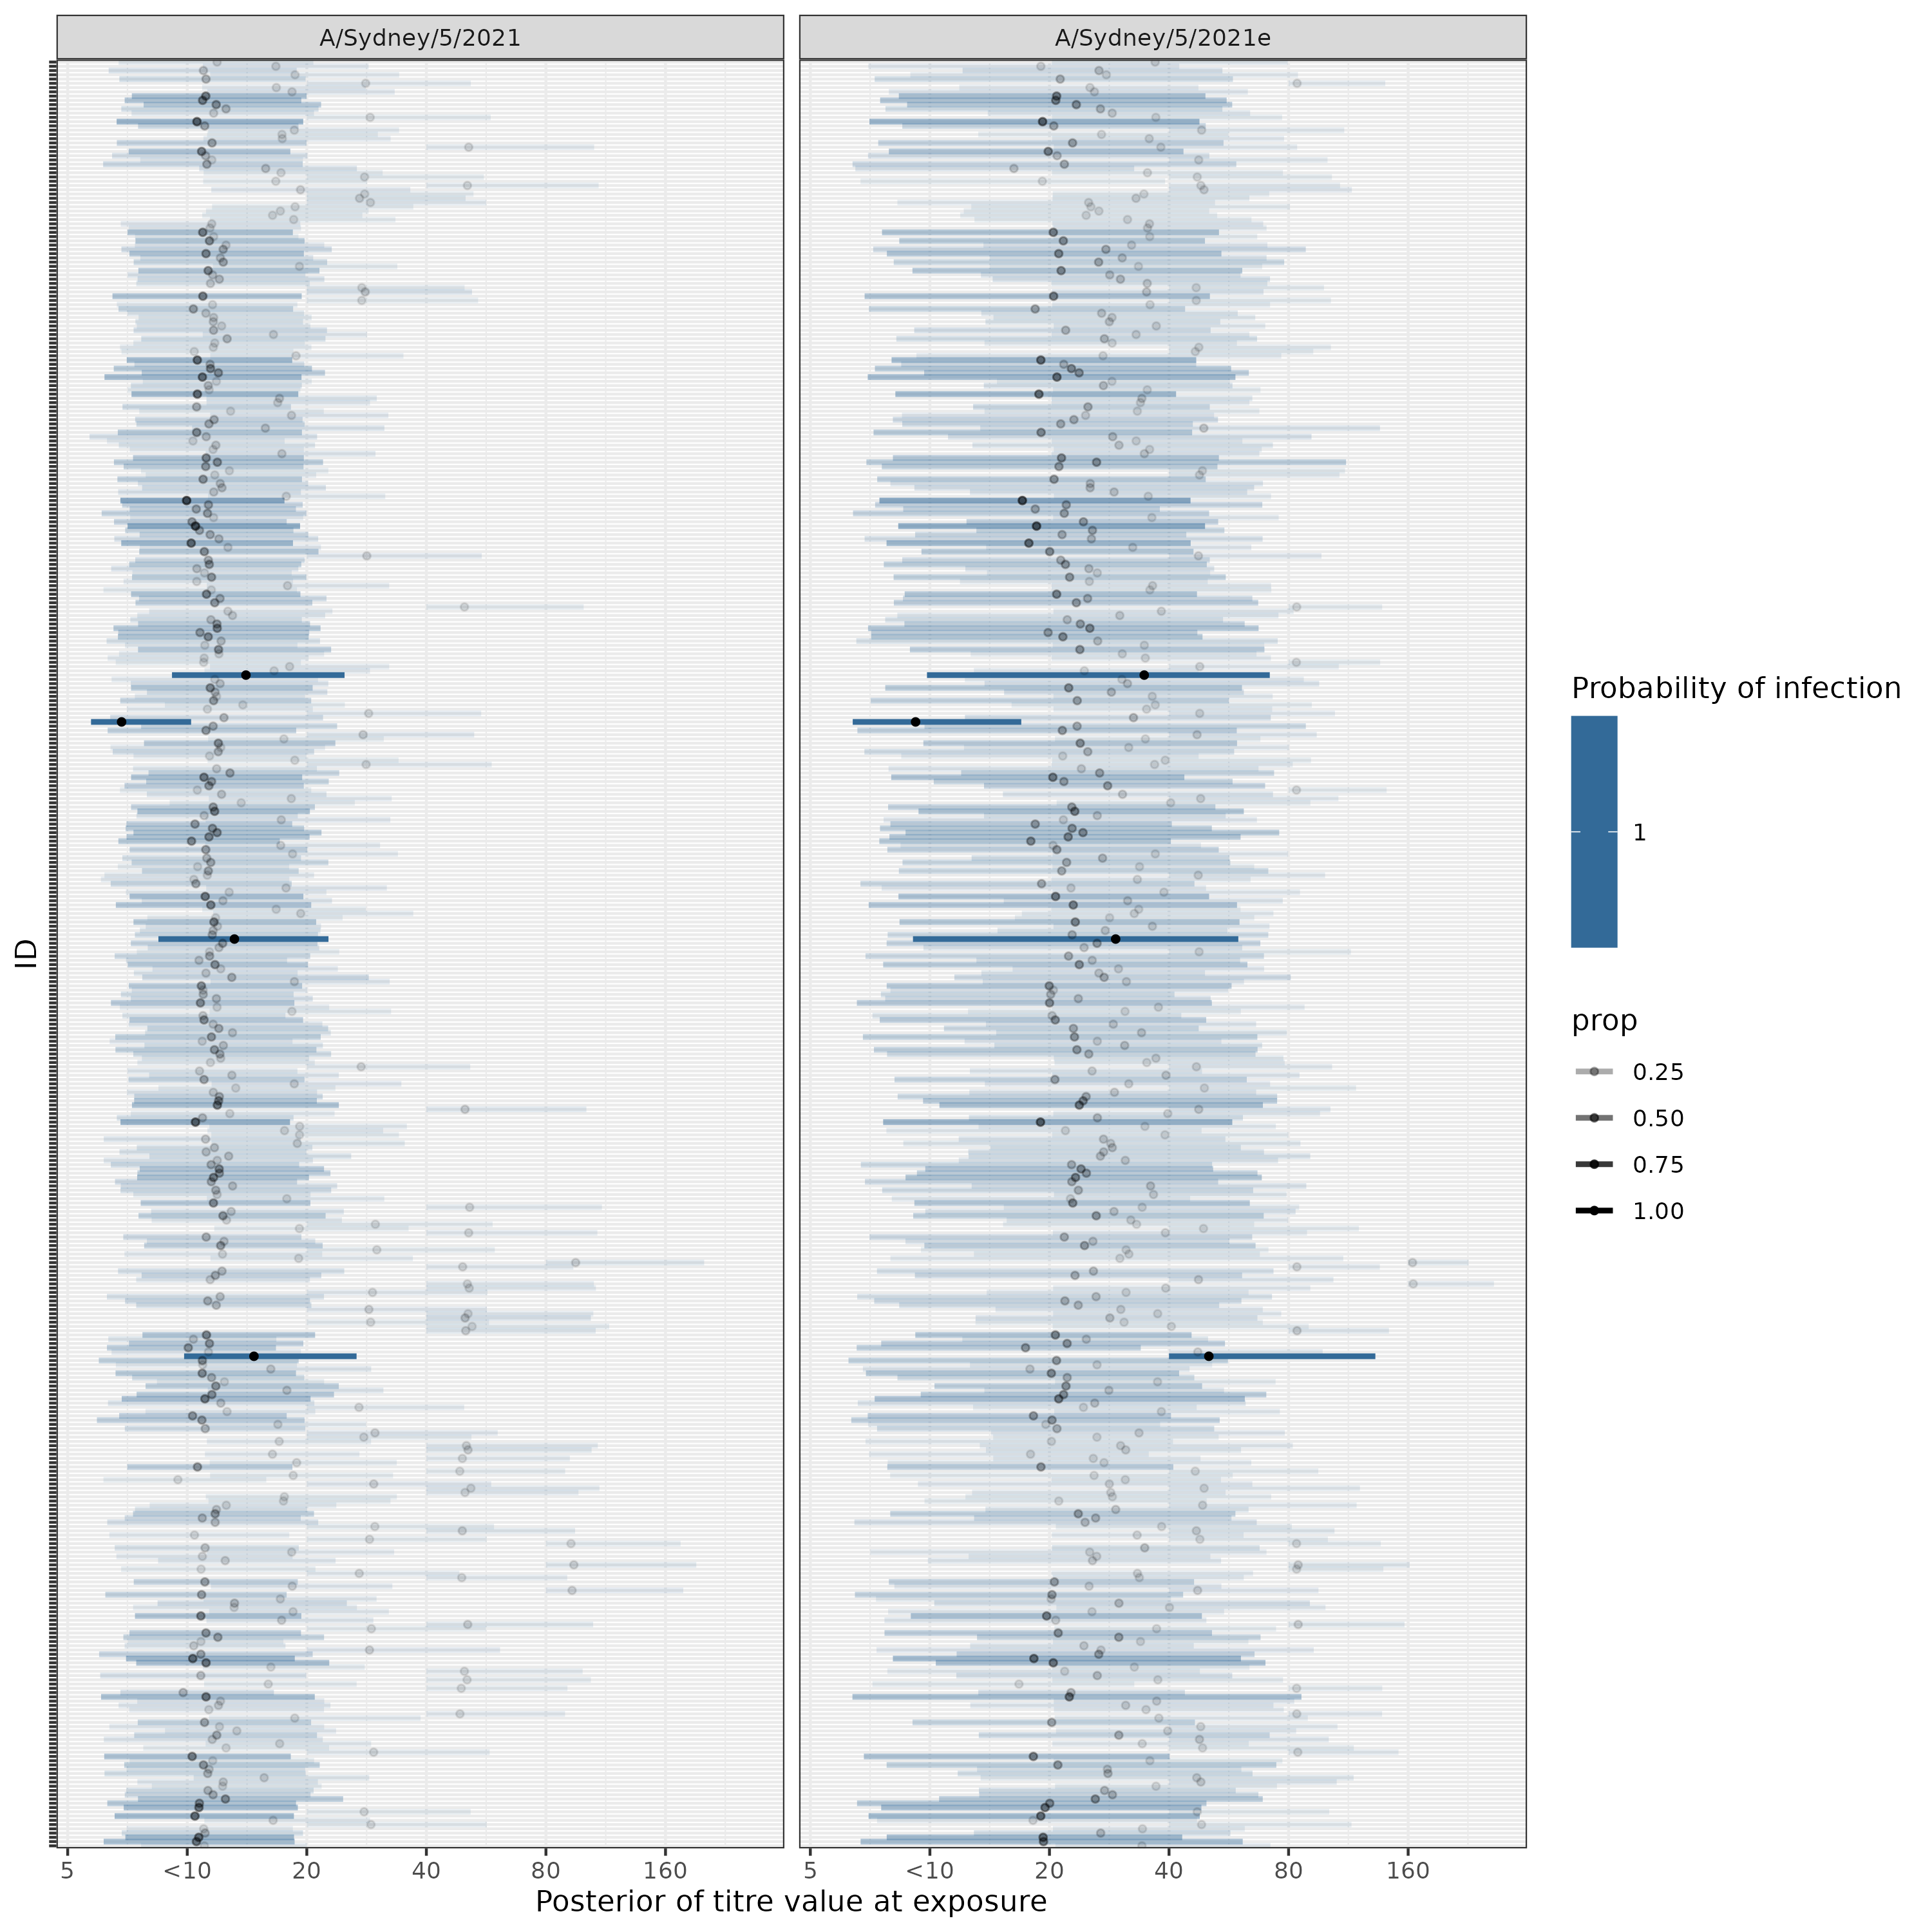 A/Sydney/5/2021
A/Sydney/5/2021e
ID
5
<10
20
40
80
160
5
<10
20
40
80
160
Posterior of titre value at exposure
Probability of infection
1
prop
0.25
0.50
0.75
1.00